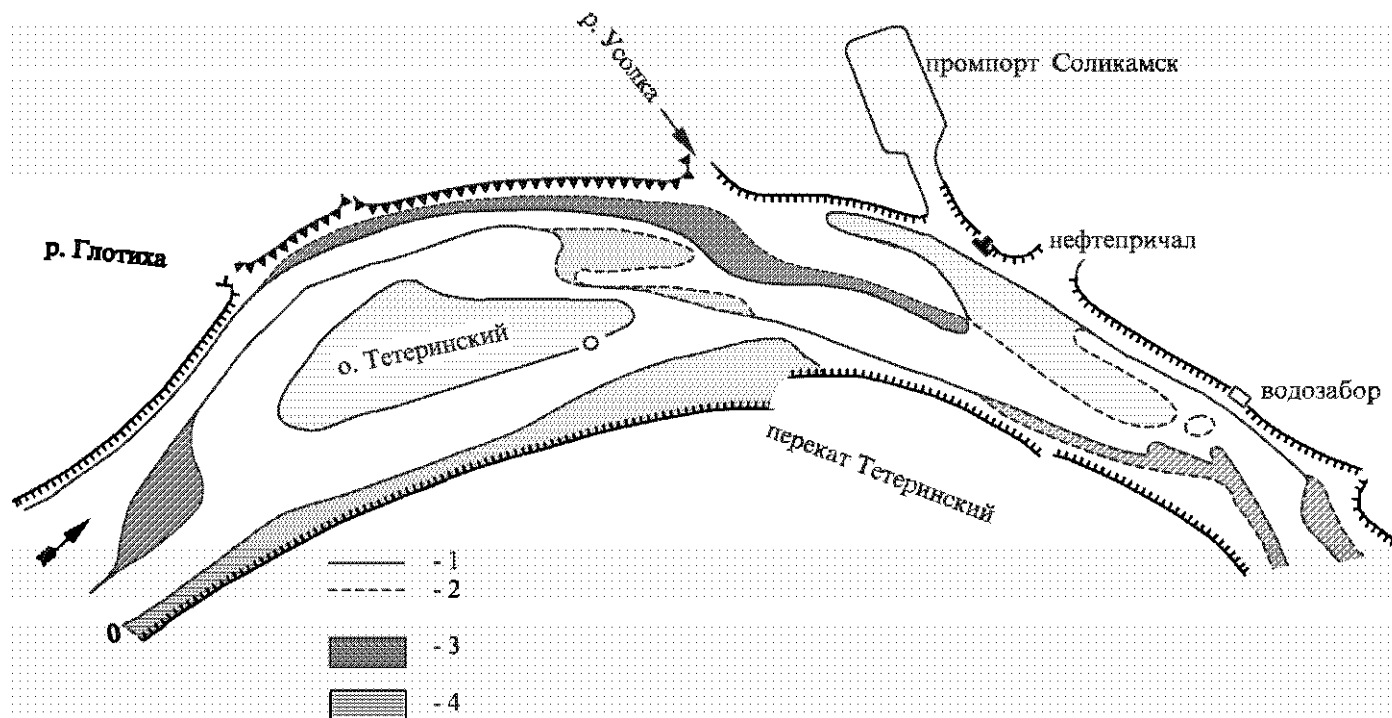 р. Усолка
промпорт Соликамск
р. Глотиха
нефтепричал
о. Тетеринский
водозабор
перекат Тетеринский
0
- 1
- 2
- 3
- 4